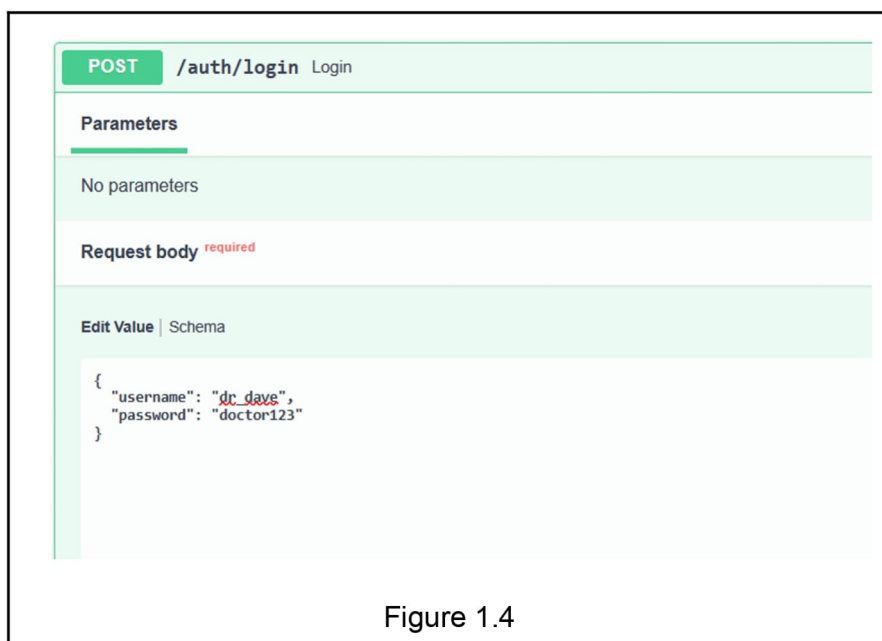 POST /auth/login Login
Parameters
No parameters
Request body required
Edit Value | Schema
{
  "username": "dr_dave",
  "password": "doctor123"
}
Figure 1.4